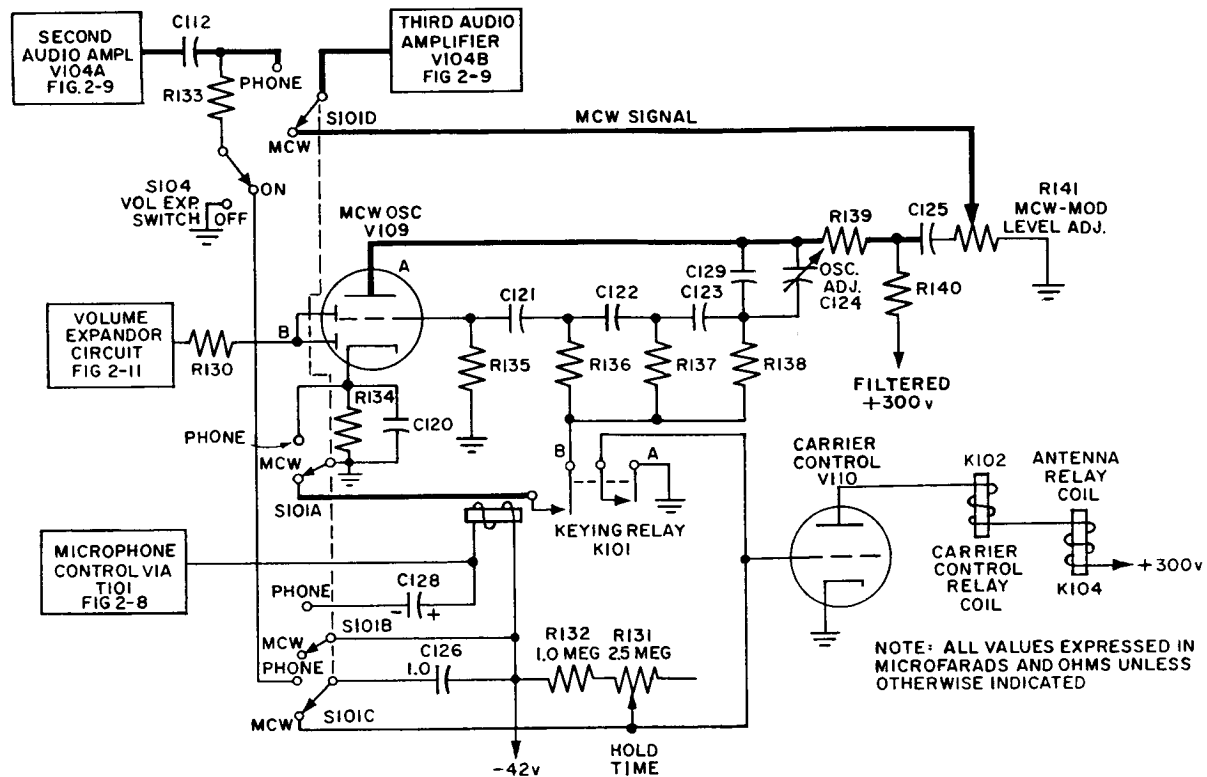 SECOND
AUDIO AMPL
V104A
FIG. 2-9
C112
PHONE
R133
THIRD AUDIO
AMPLIFIER
V104B
FIG 2-9
S101D
MCW
MCW SIGNAL
S104
VOL EXP.
SWITCH
ON
OFF
MCW OSC
V109
A
B
R139
C125
R141
MCW-MOD
LEVEL ADJ.
C129
OSC.
ADJ.
C124
R140
FILTERED
+300v
VOLUME
EXPANDOR
CIRCUIT
FIG 2-11
R130
C121
C122
C123
R135
R136
R137
R138
R134
C120
PHONE
MCW
S101A
B
A
KEYING RELAY
K101
CARRIER
CONTROL
V110
K102
CARRIER
CONTROL
RELAY
COIL
ANTENNA
RELAY
COIL
K104
+300v
MICROPHONE
CONTROL VIA
T101
FIG 2-8
PHONE
C128
- +
MCW
S101B
PHONE
C126
1.0
R132
1.0 MEG
R131
2.5 MEG
MCW
S101C
HOLD
TIME
-42v
NOTE: ALL VALUES EXPRESSED IN
MICROFARADS AND OHMS UNLESS
OTHERWISE INDICATED